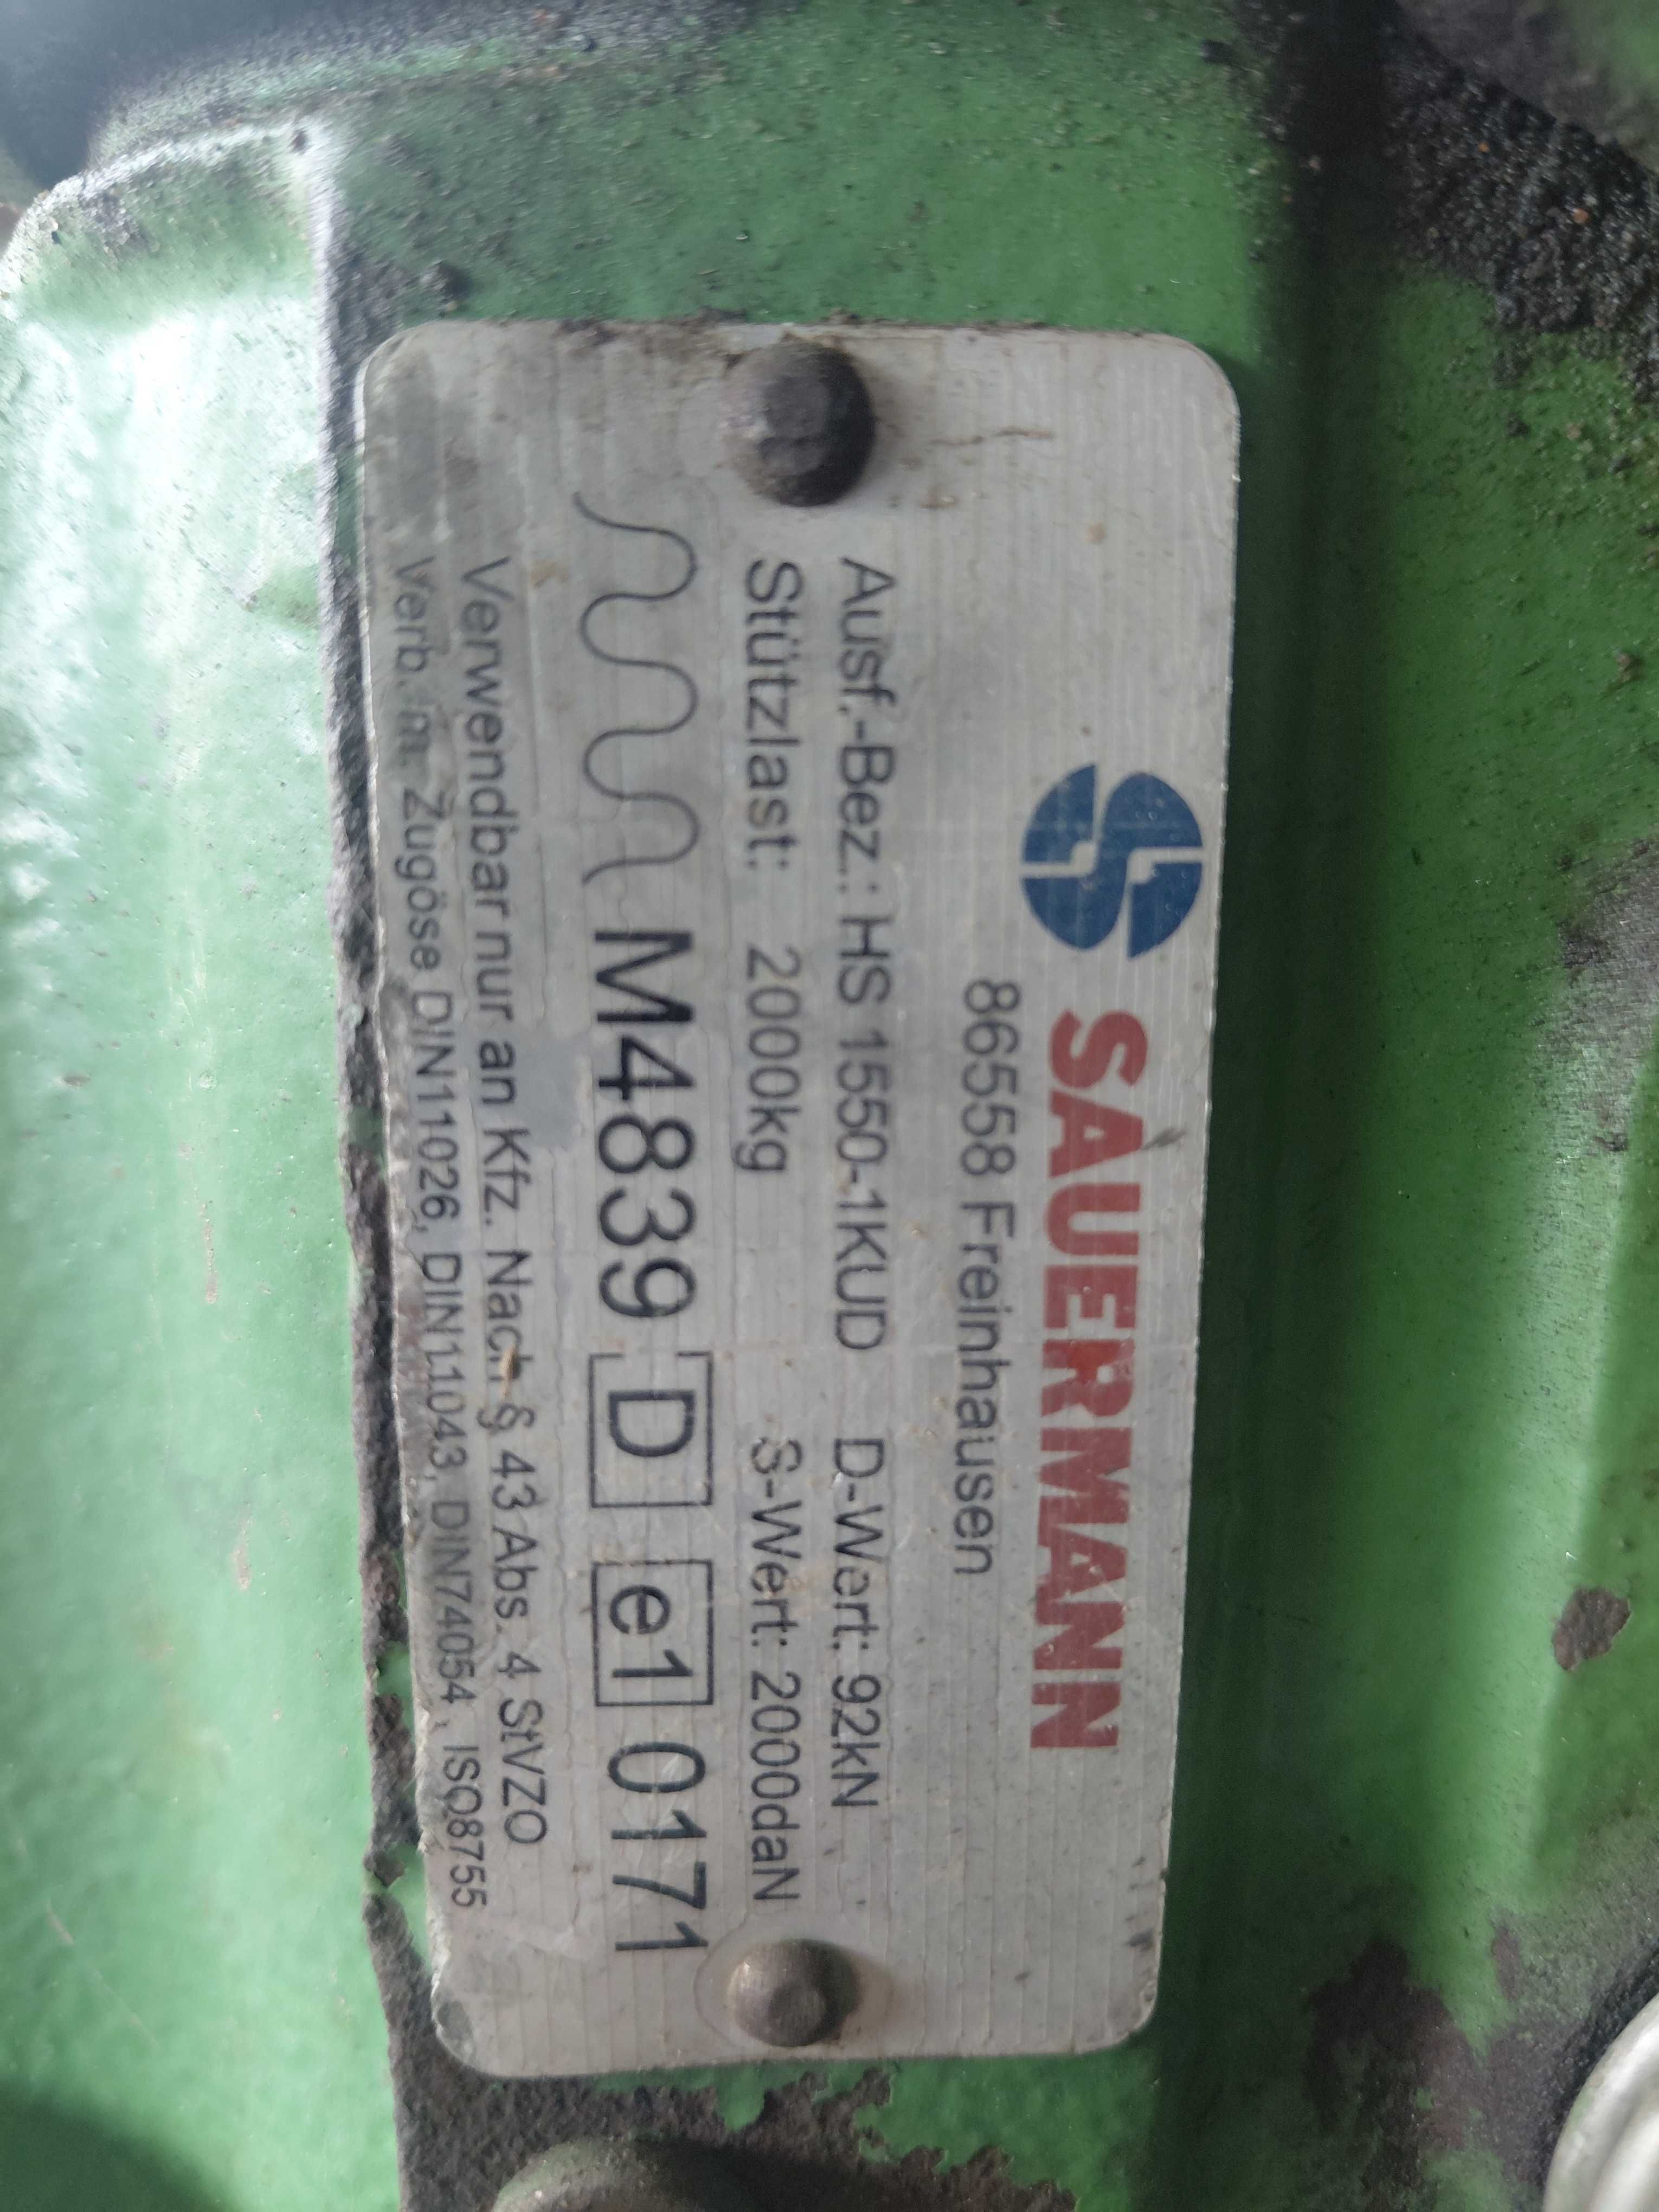 SAUERMANN
86558 Freinhausen
Ausf.-Bez.: HS 1550-1KUD D-Wert: 92kN
Stützlast: 2000kg S-Wert: 2000daN
M4839 D e1 0171
Verwendbar nur an Kfz. Nach § 43 Abs. 4 StVZO
Verb. m. Zugöse DIN11026, DIN11043, DIN74054, ISO8755